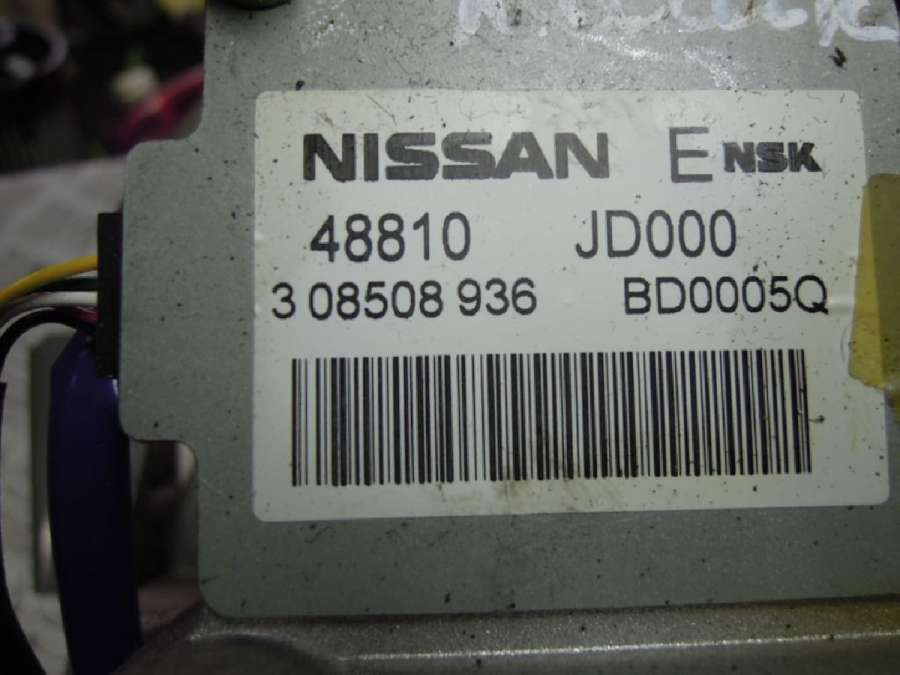 NISSAN E NSK
48810 JD000
3 08508 936 BD0005Q